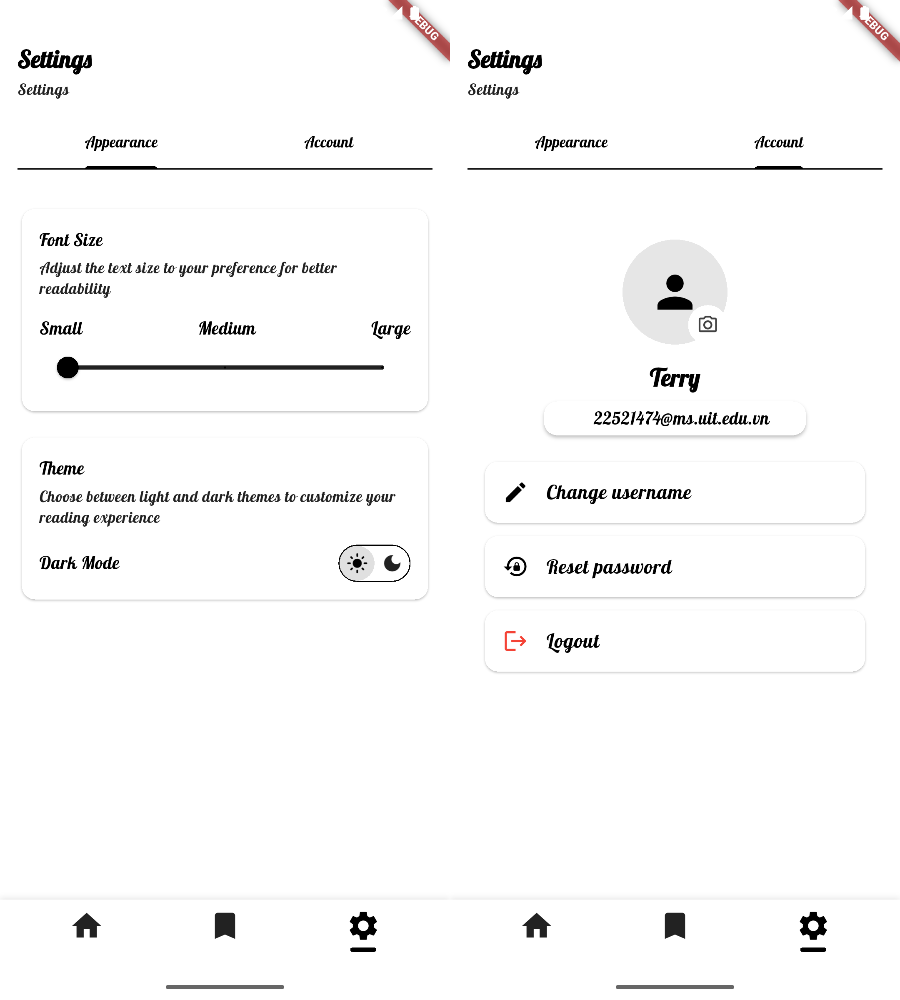 Settings
Settings
Appearance
Account
Font Size
Adjust the text size to your preference for better
readability
Small
Medium
Large
Theme
Choose between light and dark themes to customize your
reading experience
Dark Mode
Settings
Settings
Appearance
Account
Terry
22521474@ms.uit.edu.vn
Change username
Reset password
Logout